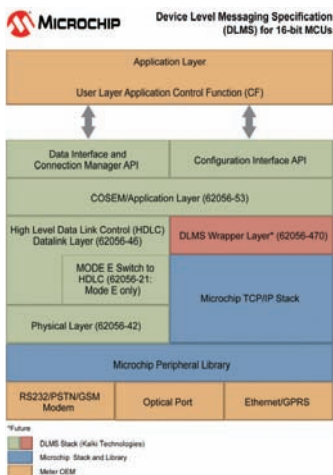 MICROCHIP
Device Level Messaging Specification
(DLMS) for 16-bit MCUs
Application Layer
User Layer Application Control Function (CF)
Data Interface and
Connection Manager API
Configuration Interface API
COSEM/Application Layer (62056-53)
High Level Data Link Control (HDLC)
Datalink Layer (62056-46)
DLMS Wrapper Layer* (62056-470)
MODE E Switch to
HDLC (62056-21:
Mode E only)
Microchip TCP/IP Stack
Physical Layer (62056-42)
Microchip Peripheral Library
RS232/PSTN/GSM
Modem
Optical Port
Ethernet/GPRS
*Future
DLMS Stack (Kalki Technologies)
Microchip Stack and Library
Meter OEM